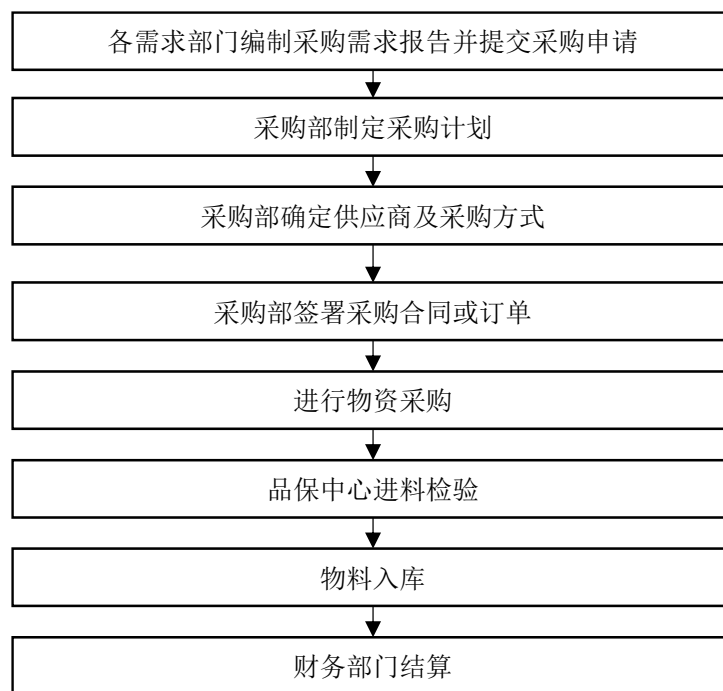 各需求部门编制采购需求报告并提交采购申请
采购部制定采购计划
采购部确定供应商及采购方式
采购部签署采购合同或订单
进行物资采购
品保中心进料检验
物料入库
财务部门结算